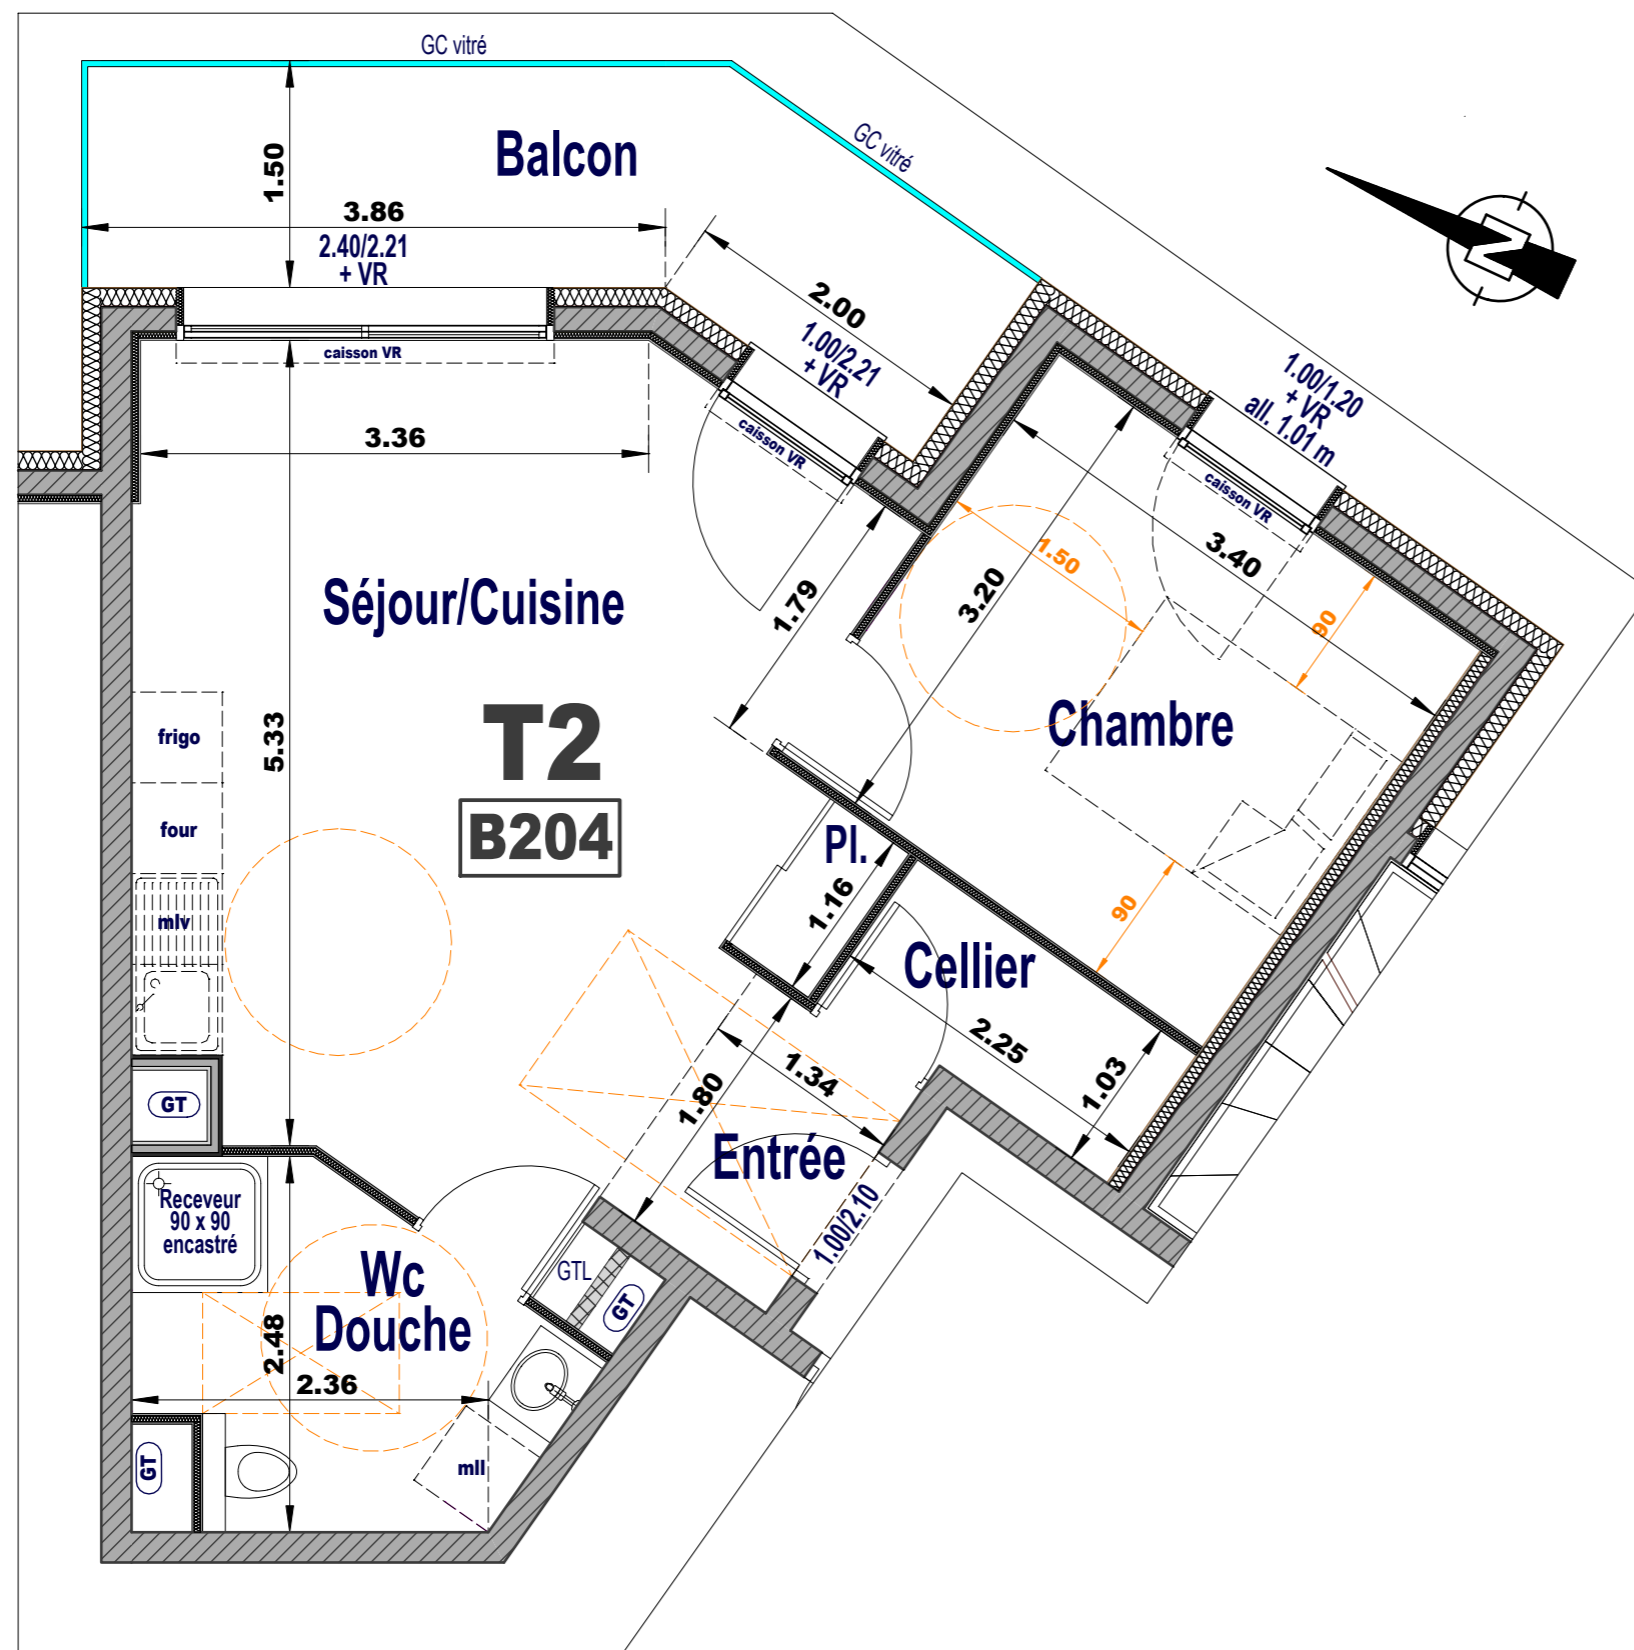 GC vitré
GC vitré
Balcon
1.50
3.86
2.40/2.21
+ VR
N
2.00
1.00/2.21
+ VR
1.00/1.20
+ VR
all. 1.01 m
caisson VR
caisson VR
caisson VR
3.36
3.40
1.50
3.20
1.79
90
Séjour/Cuisine
Chambre
T2
B204
5.33
frigo
four
mlv
Pl.
1.16
90
Cellier
2.25
1.03
1.34
1.80
GT
Entrée
1.00/2.10
Receveur
90 x 90
encastré
Wc
Douche
GTL
GT
2.48
2.36
GT
mll